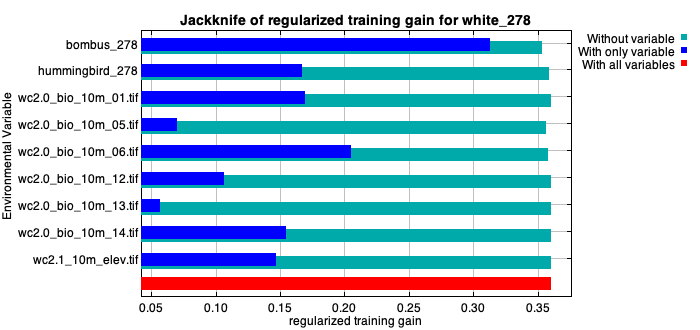 Jackknife of regularized training gain for white_278
Without variable
With only variable
With all variables
Environmental Variable
bombus_278
hummingbird_278
wc2.0_bio_10m_01.tif
wc2.0_bio_10m_05.tif
wc2.0_bio_10m_06.tif
wc2.0_bio_10m_12.tif
wc2.0_bio_10m_13.tif
wc2.0_bio_10m_14.tif
wc2.1_10m_elev.tif
0.05 0.10 0.15 0.20 0.25 0.30 0.35
regularized training gain